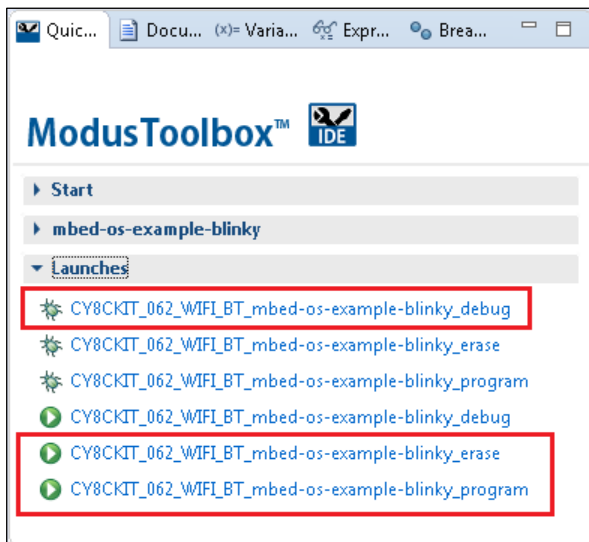 Quic... Docu... (x)= Varia... Expr... Brea...
ModusToolbox™ IDE
Start
mbed-os-example-blinky
Launches
CY8CKIT_062_WIFI_BT_mbed-os-example-blinky_debug
CY8CKIT_062_WIFI_BT_mbed-os-example-blinky_erase
CY8CKIT_062_WIFI_BT_mbed-os-example-blinky_program
CY8CKIT_062_WIFI_BT_mbed-os-example-blinky_debug
CY8CKIT_062_WIFI_BT_mbed-os-example-blinky_erase
CY8CKIT_062_WIFI_BT_mbed-os-example-blinky_program